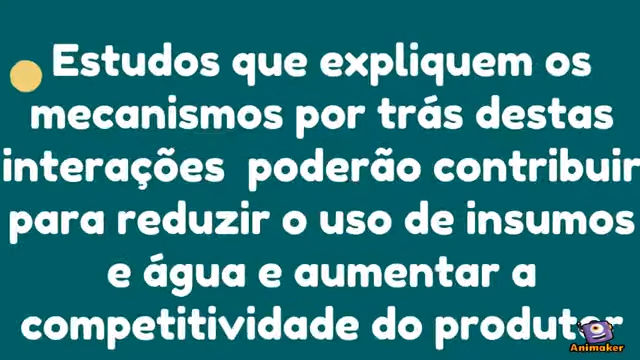 Estudos que expliquem os
mecanismos por trás destas
interações poderão contribuir
para reduzir o uso de insumos
e água e aumentar a
competitividade do produtor
Animaker